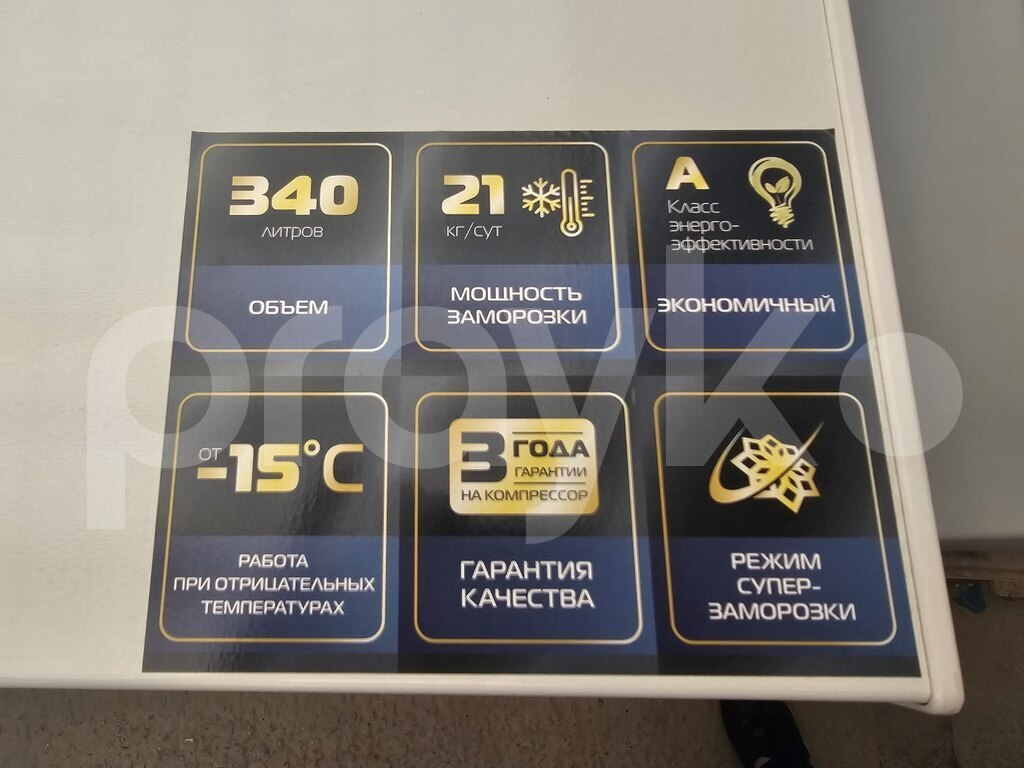 340
ЛИТРОВ
ОБЪЕМ
21
КГ/СУТ
МОЩНОСТЬ
ЗАМОРОЗКИ
A
Класс
энерго-
эффективности
ЭКОНОМИЧНЫЙ
ОТ -15°C
РАБОТА
ПРИ ОТРИЦАТЕЛЬНЫХ
ТЕМПЕРАТУРАХ
3 ГОДА
ГАРАНТИИ
НА КОМПРЕССОР
ГАРАНТИЯ
КАЧЕСТВА
РЕЖИМ
СУПЕР-
ЗАМОРОЗКИ
proyko